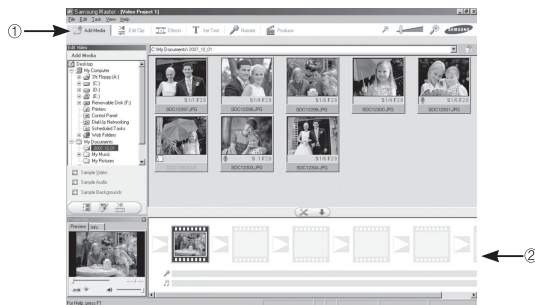 Samsung Master - [Video Project 1]
File Edit Task View Help
Add Media Edit Clip Effects Set Text Narrate Producer SAMSUNG
①
Edit Video
Add Media
C:\My Documents\2007_12_01
Desktop
My Computer
3½ Floppy (A:)
(C:)
(D:)
(E:)
Removable Disk (F:)
Printers
Control Panel
Dial-Up Networking
Scheduled Tasks
Web Folders
My Documents
2007_12_01
My Music
My Pictures
Sample Video
Sample Audio
Sample Backgrounds
SDC12297.JPG SDC12298.JPG SDC12299.JPG SDC12300.JPG SDC12301.JPG
SDC12303.JPG SDC12304.JPG
Preview Info
②
For Help, press F1